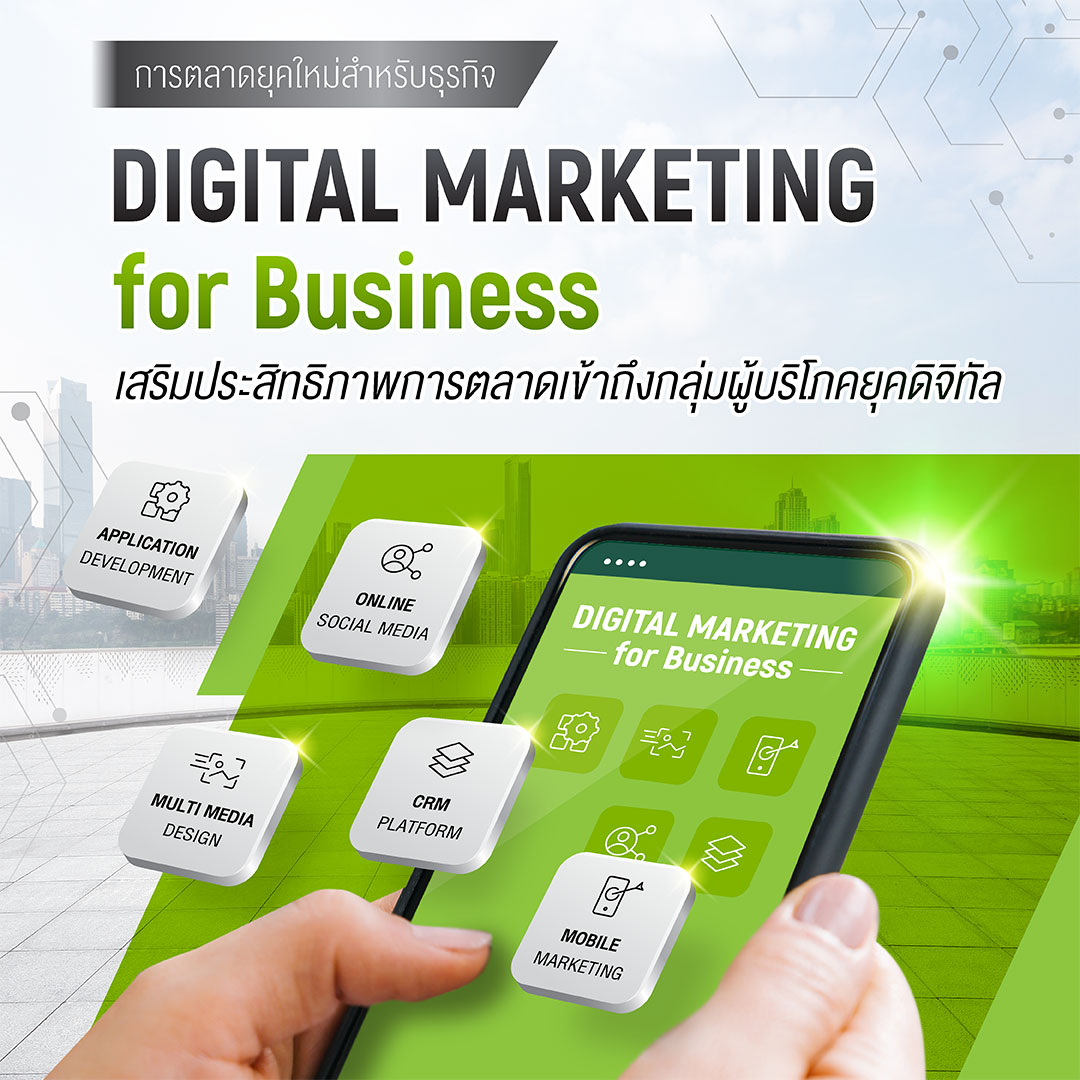 การตลาดยุคใหม่สำหรับธุรกิจ
DIGITAL MARKETING
for Business
เสริมประสิทธิภาพการตลาดเข้าถึงกลุ่มผู้บริโภคยุคดิจิทัล
APPLICATION
DEVELOPMENT
ONLINE
SOCIAL MEDIA
DIGITAL MARKETING
for Business
MULTI MEDIA
DESIGN
CRM
PLATFORM
MOBILE
MARKETING